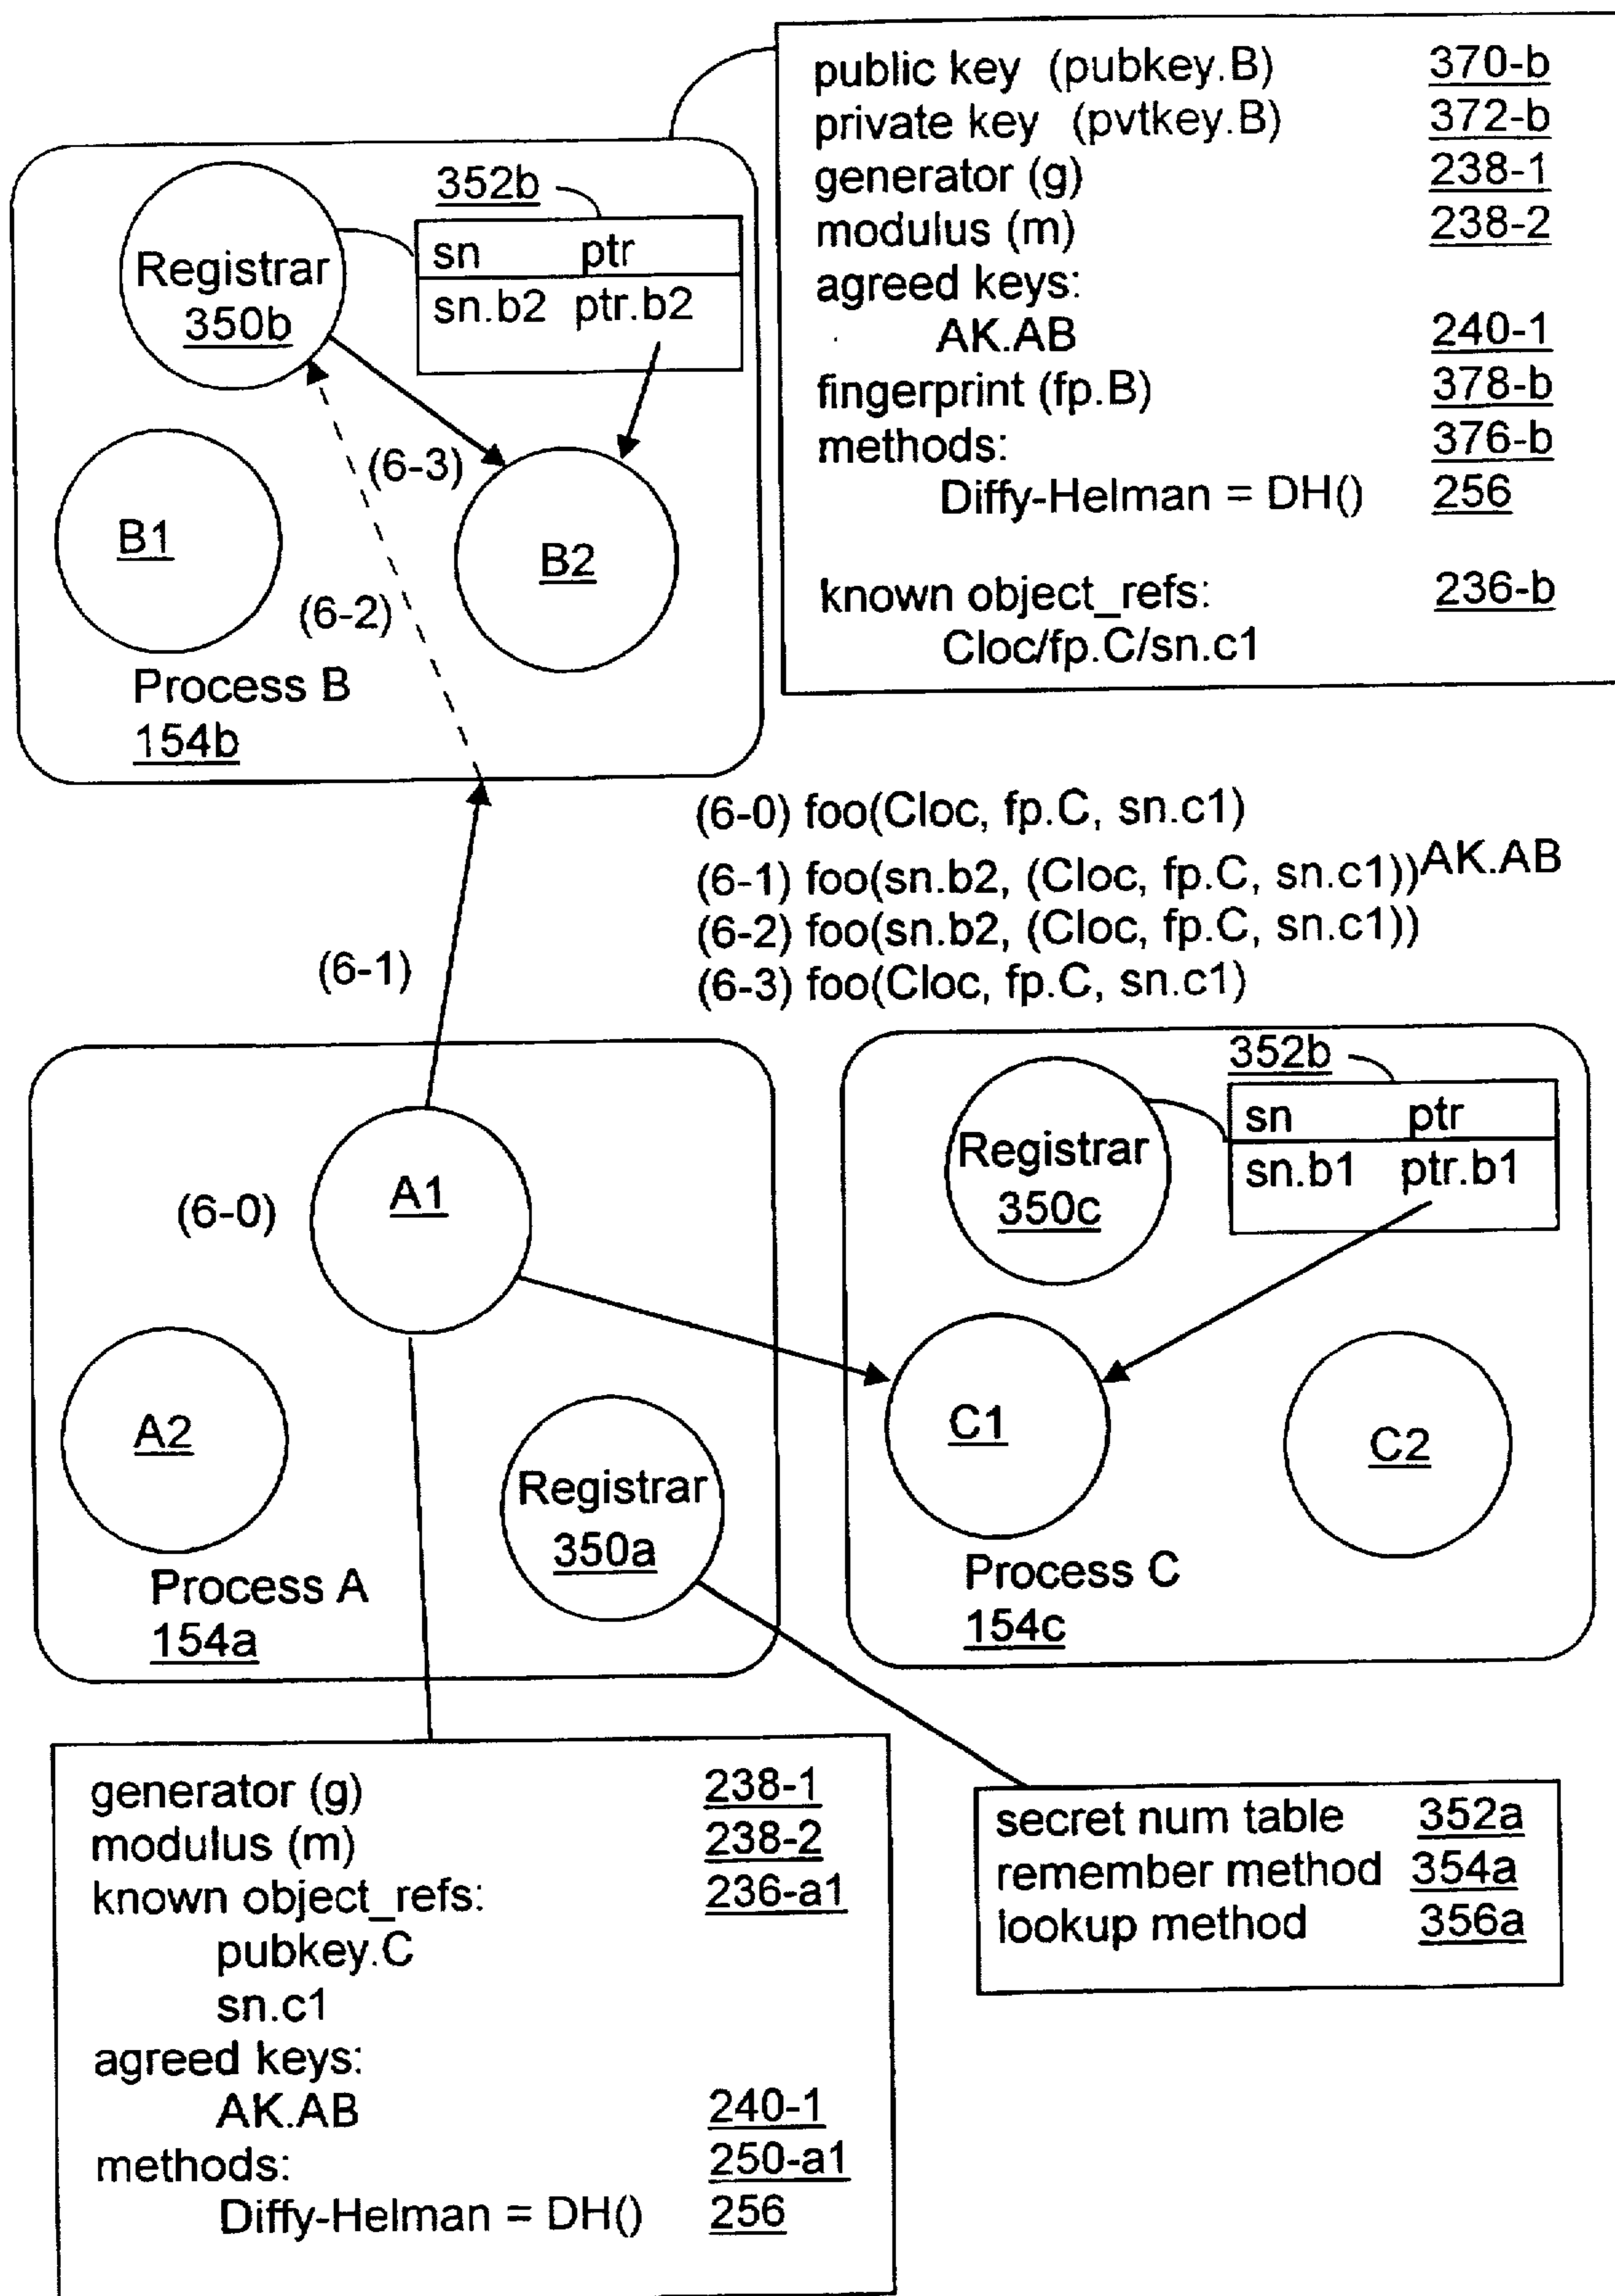 public key (pubkey.B) 370-b
private key (pvtkey.B) 372-b
generator (g) 238-1
modulus (m) 238-2
agreed keys:
AK.AB 240-1
fingerprint (fp.B) 378-b
methods: 376-b
Diffy-Helman = DH() 256
known object_refs: 236-b
Cloc/fp.C/sn.c1
352b
Registrar
350b
sn ptr
sn.b2 ptr.b2
(6-3)
B1
B2
(6-2)
Process B
154b
(6-0) foo(Cloc, fp.C, sn.c1)
(6-1) foo(sn.b2, (Cloc, fp.C, sn.c1))AK.AB
(6-2) foo(sn.b2, (Cloc, fp.C, sn.c1))
(6-3) foo(Cloc, fp.C, sn.c1)
(6-1)
A1
(6-0)
A2
Registrar
350a
Process A
154a
352b
Registrar
350c
sn ptr
sn.b1 ptr.b1
C1
C2
Process C
154c
generator (g) 238-1
modulus (m) 238-2
known object_refs: 236-a1
pubkey.C
sn.c1
agreed keys:
AK.AB 240-1
methods: 250-a1
Diffy-Helman = DH() 256
secret num table 352a
remember method 354a
lookup method 356a